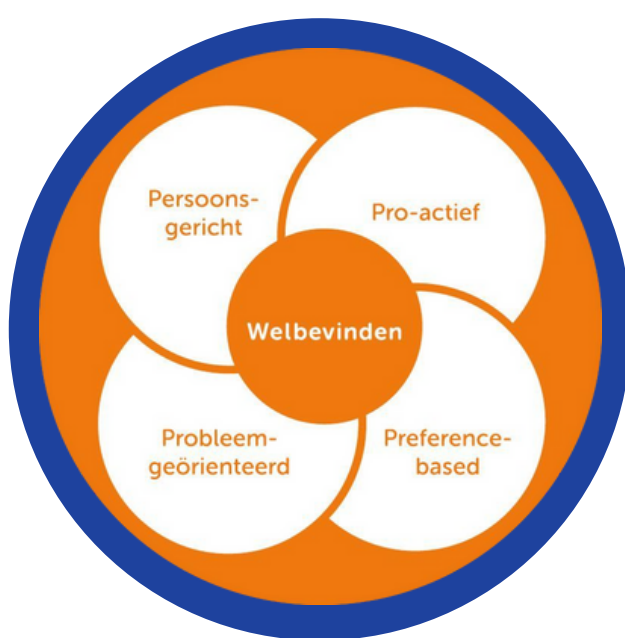 Persoons-
gericht
Pro-actief
Welbevinden
Probleem-
geörienteerd
Preference-
based